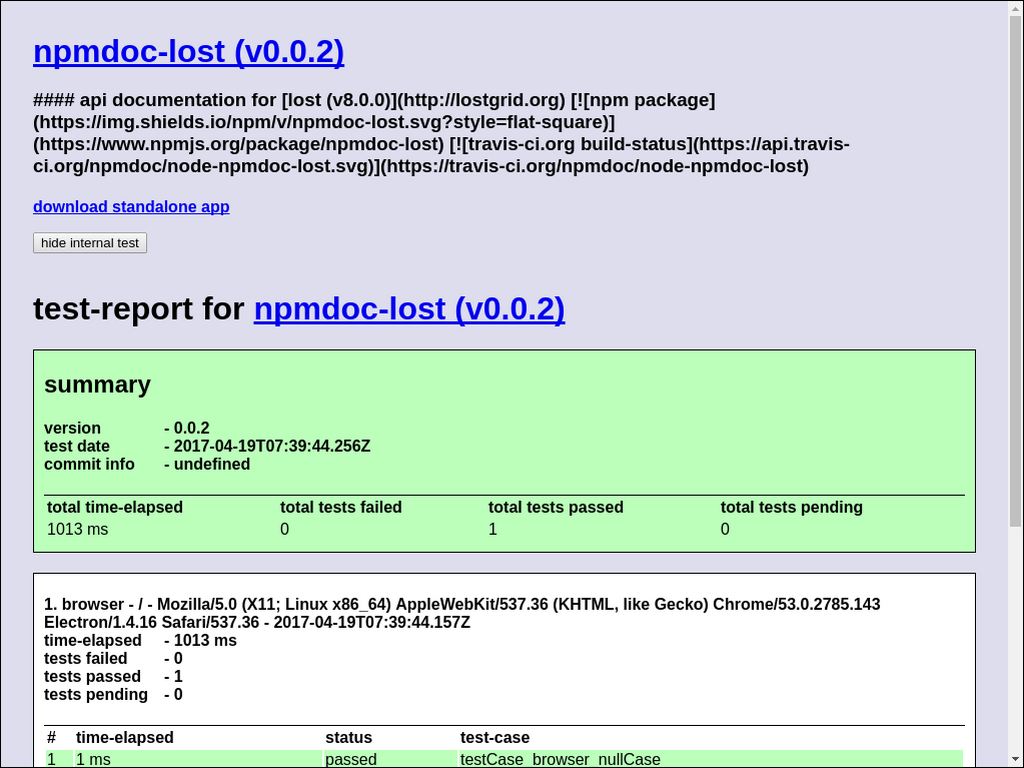 npmdoc-lost (v0.0.2)
#### api documentation for [lost (v8.0.0)](http://lostgrid.org) [![npm package]
(https://img.shields.io/npm/v/npmdoc-lost.svg?style=flat-square)]
(https://www.npmjs.org/package/npmdoc-lost) [![travis-ci.org build-status](https://api.travis-
ci.org/npmdoc/node-npmdoc-lost.svg)](https://travis-ci.org/npmdoc/node-npmdoc-lost)
download standalone app
hide internal test
test-report for npmdoc-lost (v0.0.2)
summary
version - 0.0.2
test date - 2017-04-19T07:39:44.256Z
commit info - undefined
total time-elapsed total tests failed total tests passed total tests pending
1013 ms 0 1 0
1. browser - / - Mozilla/5.0 (X11; Linux x86_64) AppleWebKit/537.36 (KHTML, like Gecko) Chrome/53.0.2785.143
Electron/1.4.16 Safari/537.36 - 2017-04-19T07:39:44.157Z
time-elapsed - 1013 ms
tests failed - 0
tests passed - 1
tests pending - 0
# time-elapsed status test-case
1 1 ms passed testCase_browser_nullCase